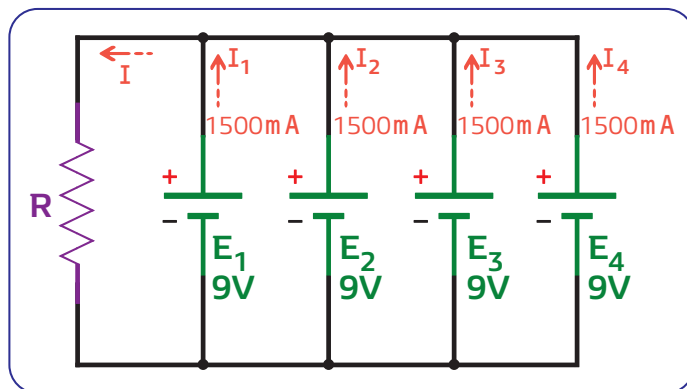 I I₁ I₂ I₃ I₄
1500mA 1500mA 1500mA 1500mA
+ + + +
R
− − − −
E₁ E₂ E₃ E₄
9V 9V 9V 9V